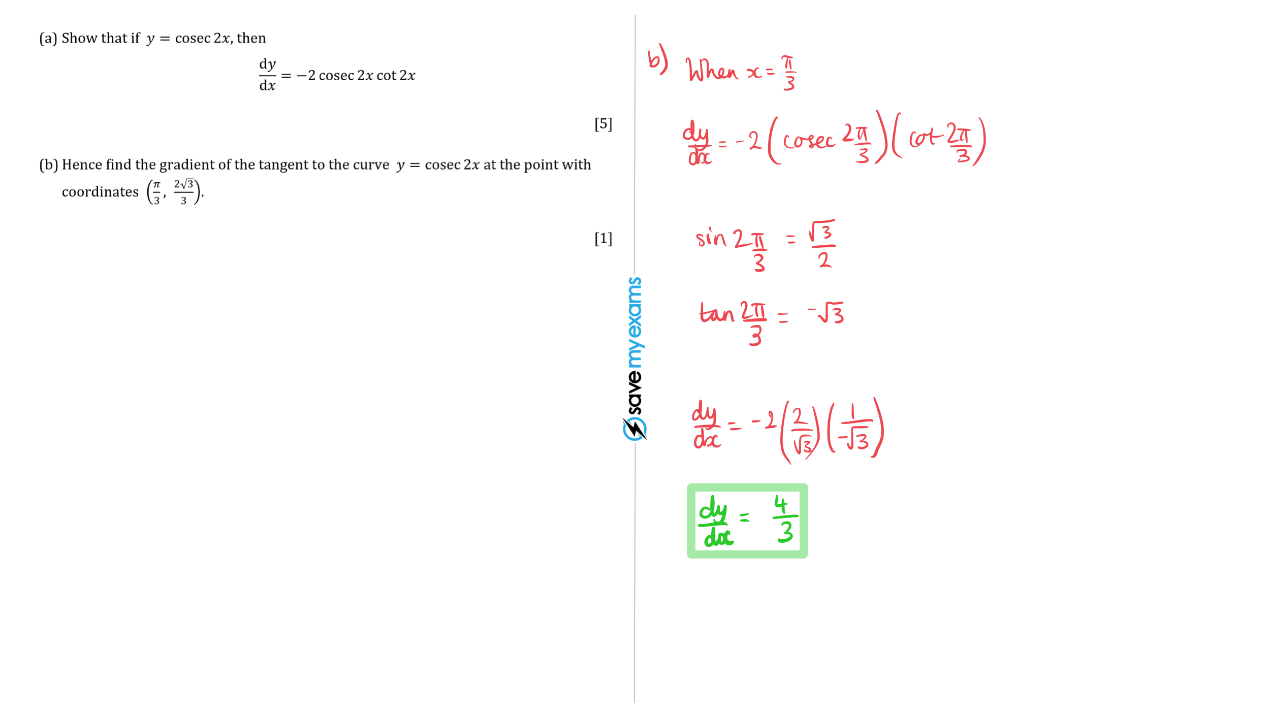 (a) Show that if y = cosec 2x, then
dy/dx = −2 cosec 2x cot 2x
[5]
(b) Hence find the gradient of the tangent to the curve y = cosec 2x at the point with
coordinates (π/3, 2√3/3).
[1]
save my exams
b) When x = π/3
dy/dx = -2 (cosec 2π/3)(cot 2π/3)
sin 2π/3 = √3/2
tan 2π/3 = -√3
dy/dx = -2(2/√3)(1/-√3)
dy/dx = 4/3